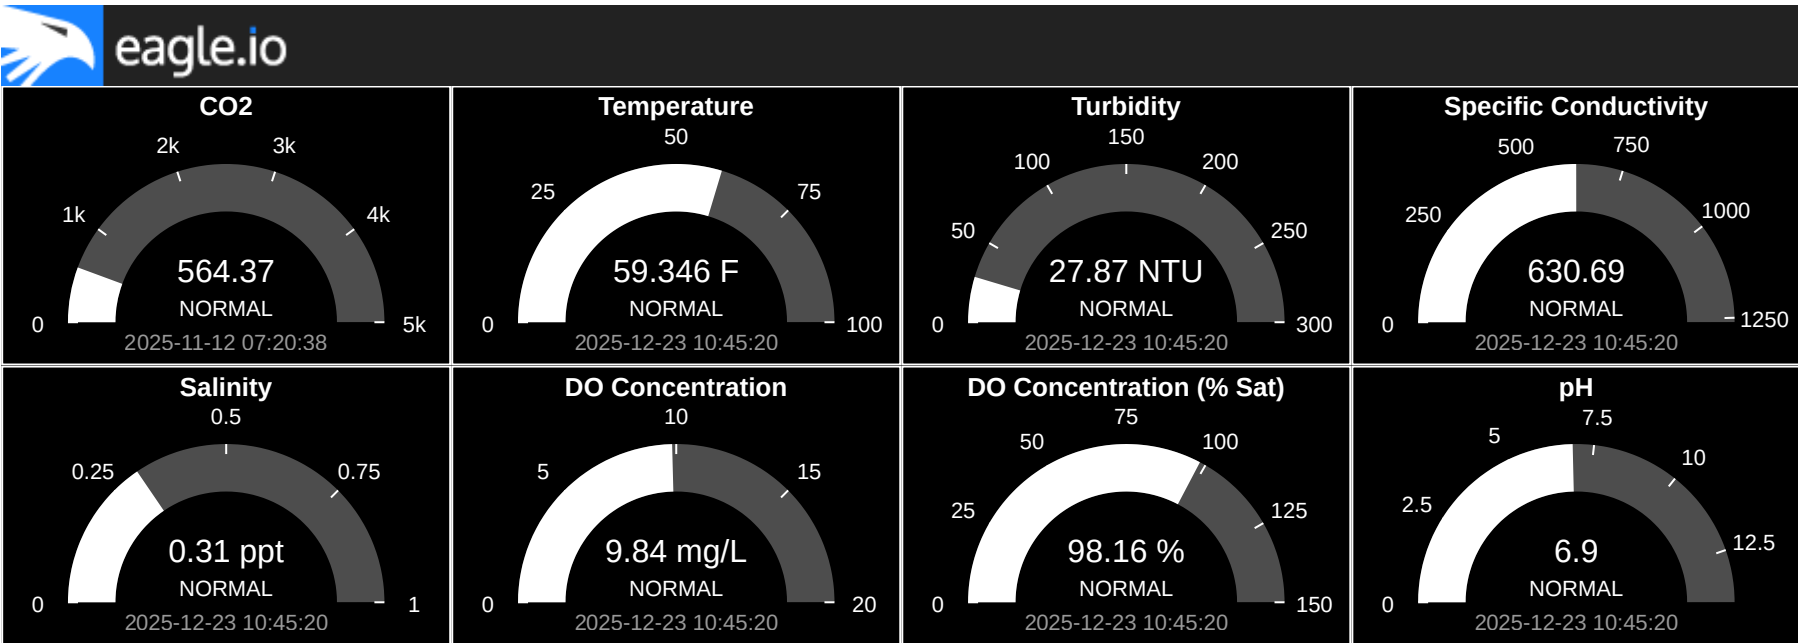 eagle.io
CO2
0
1k
2k
3k
4k
5k
564.37
NORMAL
2025-11-12 07:20:38
Temperature
0
25
50
75
100
59.346 F
NORMAL
2025-12-23 10:45:20
Turbidity
0
50
100
150
200
250
300
27.87 NTU
NORMAL
2025-12-23 10:45:20
Specific Conductivity
0
250
500
750
1000
1250
630.69
NORMAL
2025-12-23 10:45:20
Salinity
0
0.25
0.5
0.75
1
0.31 ppt
NORMAL
2025-12-23 10:45:20
DO Concentration
0
5
10
15
20
9.84 mg/L
NORMAL
2025-12-23 10:45:20
DO Concentration (% Sat)
0
25
50
75
100
125
150
98.16 %
NORMAL
2025-12-23 10:45:20
pH
0
2.5
5
7.5
10
12.5
6.9
NORMAL
2025-12-23 10:45:20